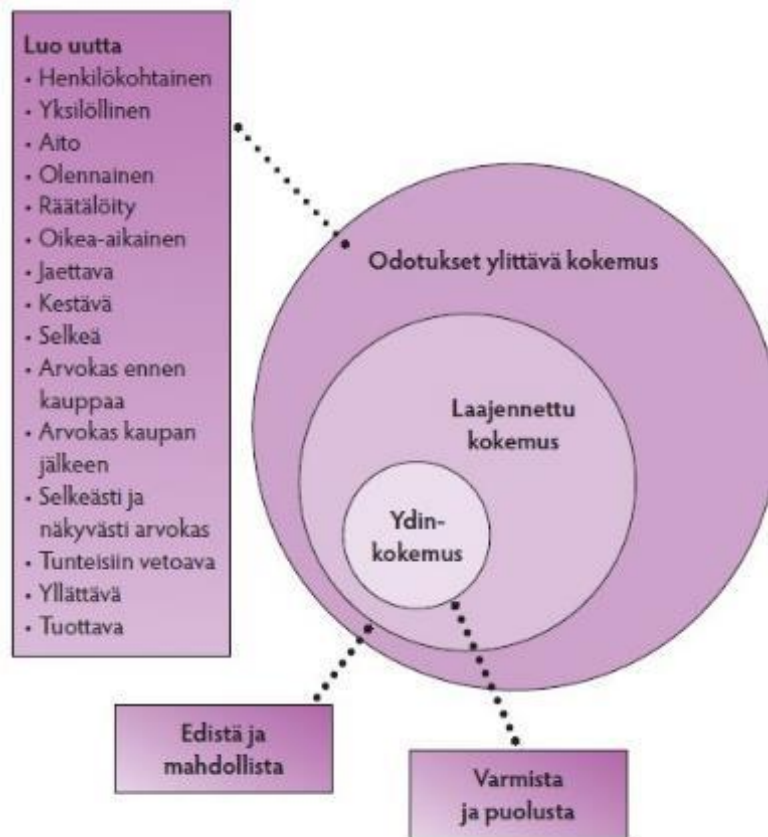 Luo uutta
• Henkilökohtainen
• Yksilöllinen
• Aito
• Olennainen
• Räätälöity
• Oikea-aikainen
• Jaettava
• Kestävä
• Selkeä
• Arvokas ennen
kauppaa
• Arvokas kaupan
jälkeen
• Selkeästi ja
näkyvästi arvokas
• Tunteisiin vetoava
• Yllättävä
• Tuottava
Odotukset ylittävä kokemus
Laajennettu
kokemus
Ydin-
kokemus
Edistä ja
mahdollista
Varmista
ja puolusta